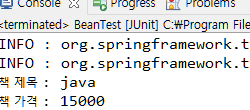 Console Progress Problems
<terminated> BeanTest [JUnit] C:\Program File
INFO : org.springframework.t
INFO : org.springframework.t
책 제목 : java
책 가격 : 15000